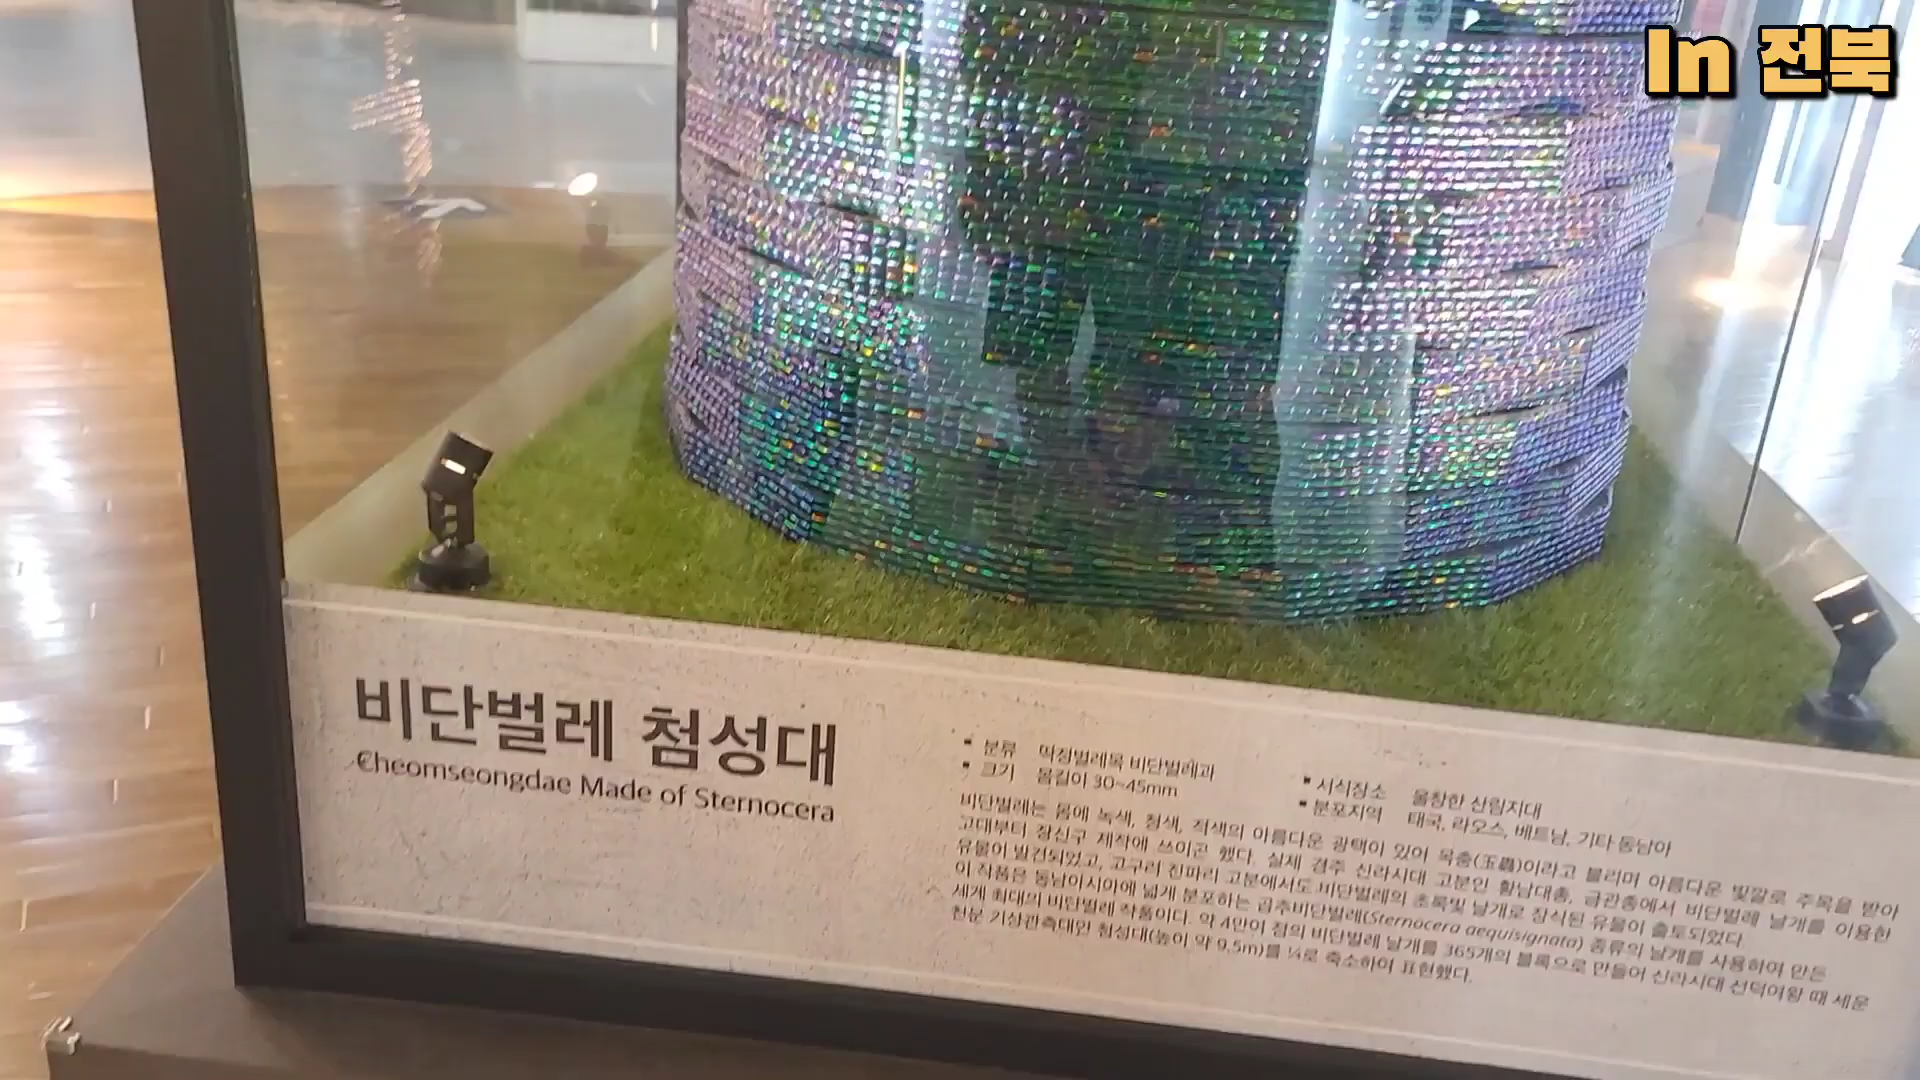 In 전북
비단벌레 첨성대
Cheomseongdae Made of Sternocera
▪ 분류 딱정벌레목 비단벌레과
▪ 크기 몸길이 30~45mm
▪ 서식장소 울창한 산림지대
▪ 분포지역 태국, 라오스, 베트남, 기타 동남아
비단벌레는 몸에 녹색, 청색, 적색의 아름다운 광택이 있어 옥충(玉蟲)이라고 불리며 아름다운 빛깔로 주목을 받아
고대부터 장신구 제작에 쓰이곤 했다. 실제 경주 신라시대 고분인 황남대총, 금관총에서 비단벌레 날개를 이용한
유물이 발견되었고, 고구려 진파리 고분에서도 비단벌레의 초록빛 날개로 장식된 유물이 출토되었다.
이 작품은 동남아시아에 넓게 분포하는 곱추비단벌레(Sternocera aequisignata) 종류의 날개를 사용하여 만든
세계 최대의 비단벌레 작품이다. 약 4만여 점의 비단벌레 날개를 365개의 블록으로 만들어 신라시대 선덕여왕 때 세운
천문 기상관측대인 첨성대(높이 약 9.5m)를 ¼로 축소하여 표현했다.